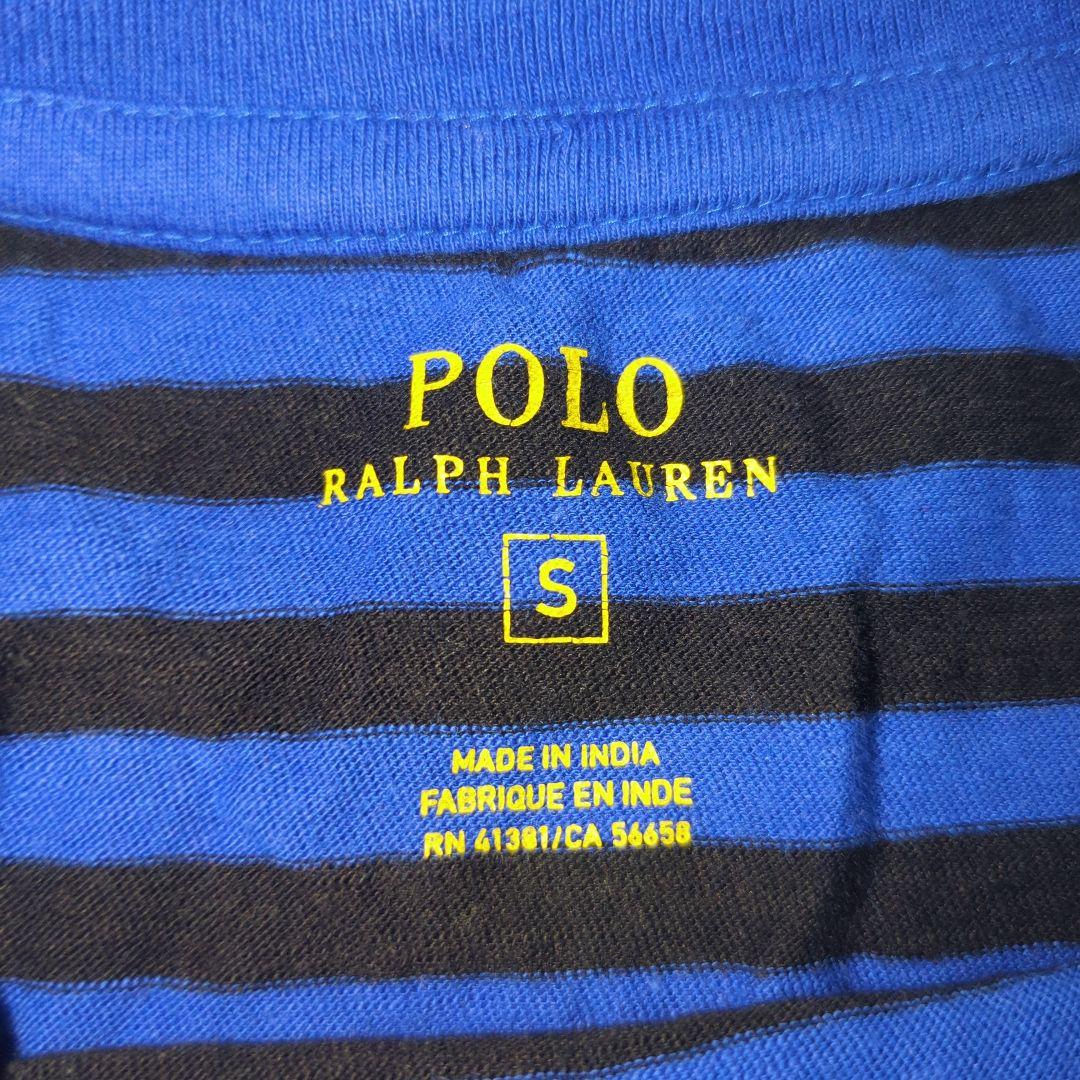 POLO
RALPH LAUREN
S
MADE IN INDIA
FABRIQUE EN INDE
RN 41381/CA 56658